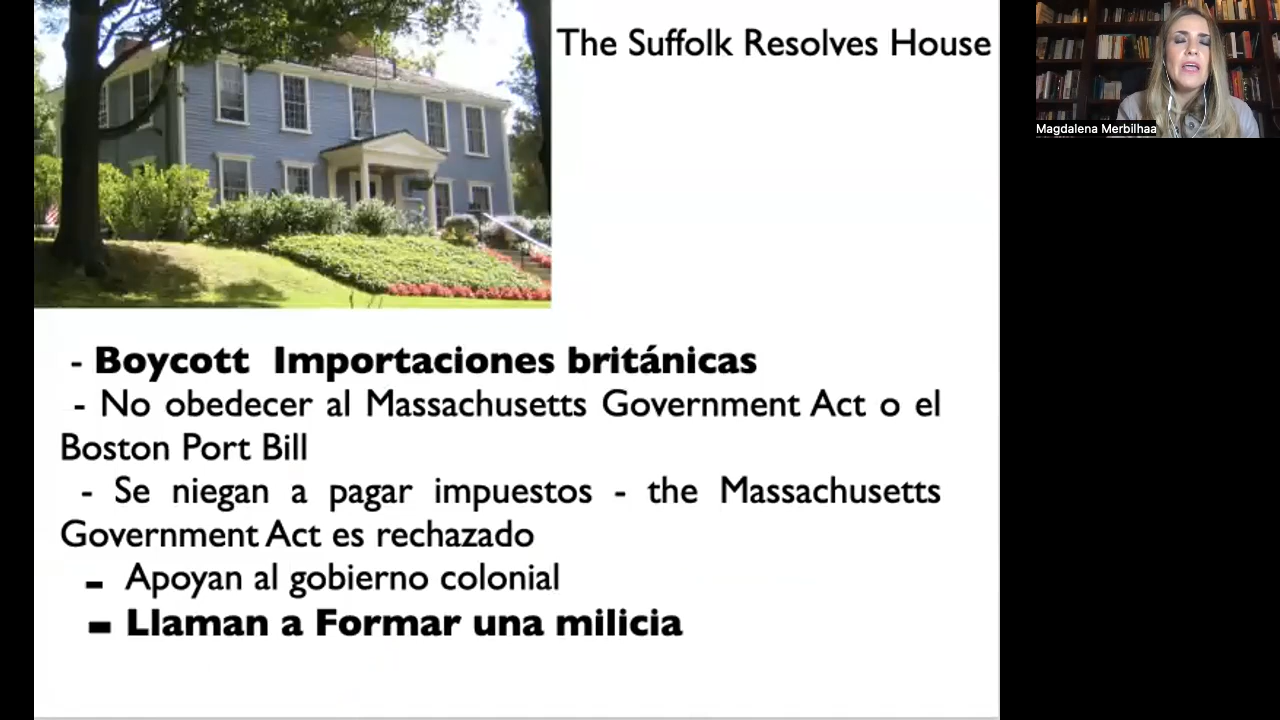 The Suffolk Resolves House
Magdalena Merbilhaa
- Boycott Importaciones británicas
- No obedecer al Massachusetts Government Act o el
Boston Port Bill
- Se niegan a pagar impuestos - the Massachusetts
Government Act es rechazado
- Apoyan al gobierno colonial
- Llaman a Formar una milicia